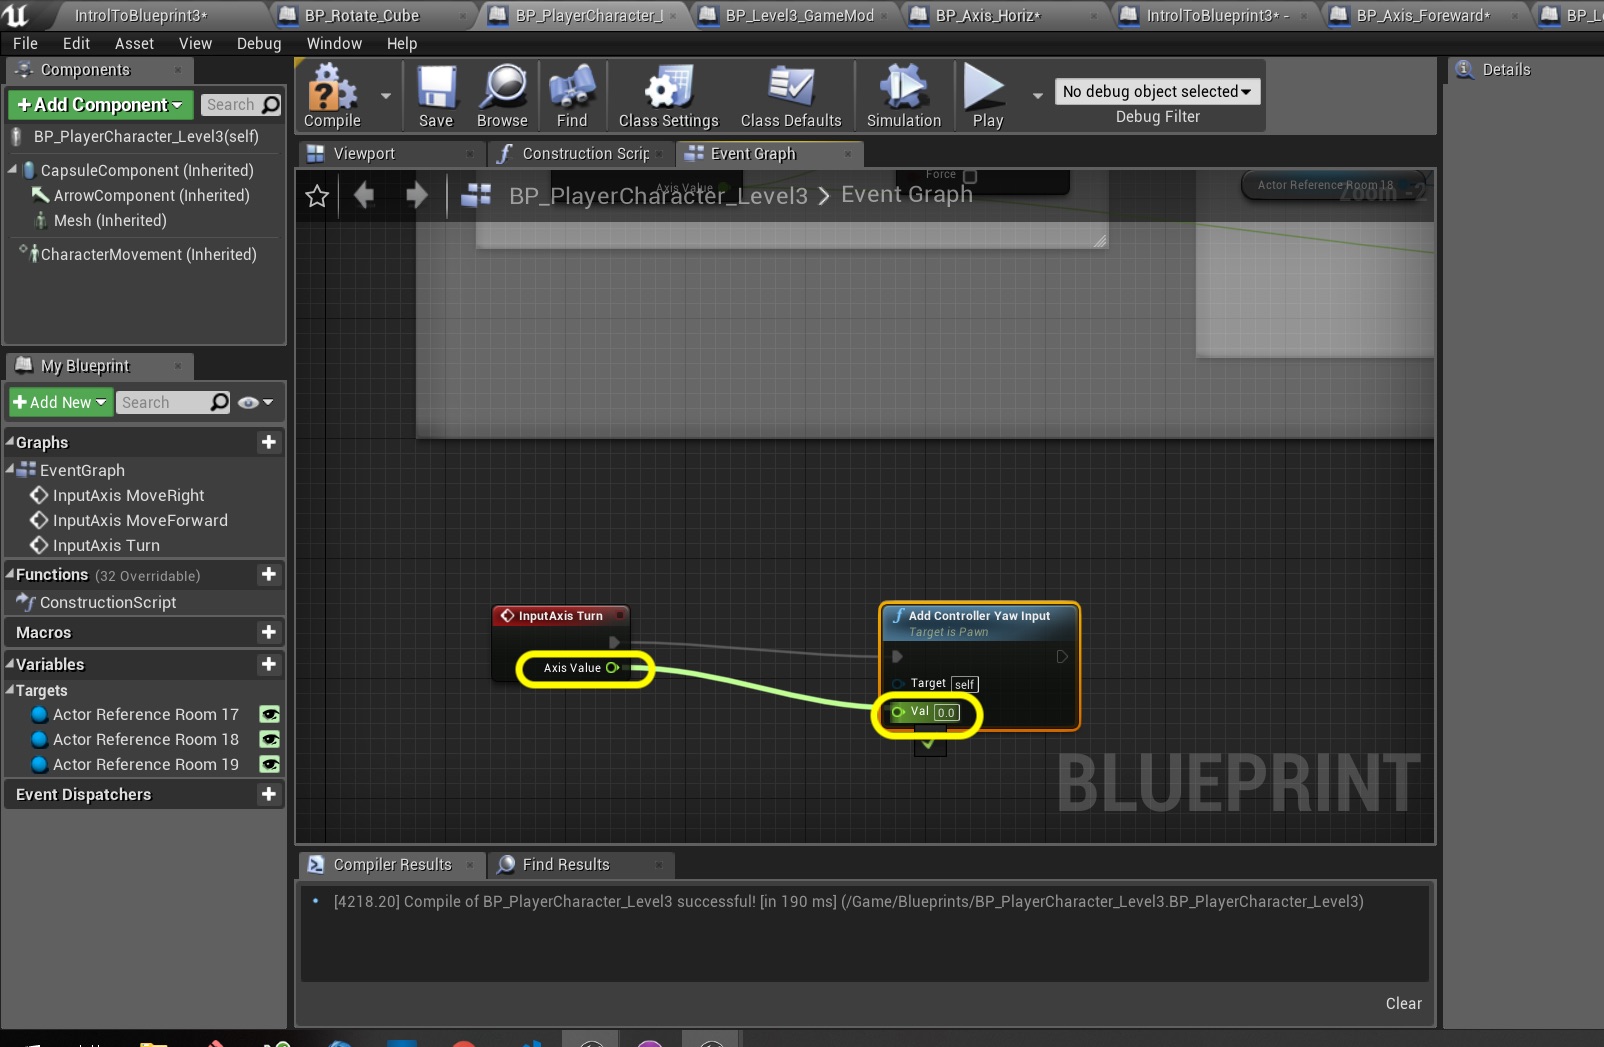 IntrolToBlueprint3*
BP_Rotate_Cube
BP_PlayerCharacter_
BP_Level3_GameMod
BP_Axis_Horiz*
IntrolToBlueprint3* -
BP_Axis_Foreward*
BP_L
File Edit Asset View Debug Window Help
Components
Add Component
Search
BP_PlayerCharacter_Level3(self)
CapsuleComponent (Inherited)
ArrowComponent (Inherited)
Mesh (Inherited)
CharacterMovement (Inherited)
My Blueprint
Add New
Search
Graphs
EventGraph
InputAxis MoveRight
InputAxis MoveForward
InputAxis Turn
Functions (32 Overridable)
ConstructionScript
Macros
Variables
Targets
Actor Reference Room 17
Actor Reference Room 18
Actor Reference Room 19
Event Dispatchers
Compile
Save
Browse
Find
Class Settings
Class Defaults
Simulation
Play
No debug object selected
Debug Filter
Viewport
Construction Scrip
Event Graph
Axis Value
Force
Actor Reference Room 18
BP_PlayerCharacter_Level3 > Event Graph
Zoom -2
InputAxis Turn
Axis Value
Add Controller Yaw Input
Target is Pawn
Target self
Val 0.0
BLUEPRINT
Compiler Results
Find Results
[4218.20] Compile of BP_PlayerCharacter_Level3 successful! [in 190 ms] (/Game/Blueprints/BP_PlayerCharacter_Level3.BP_PlayerCharacter_Level3)
Clear
Details